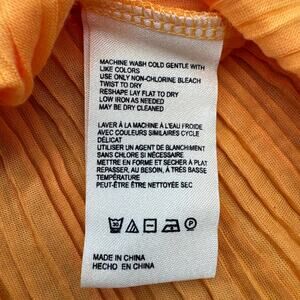 MACHINE WASH COLD GENTLE WITH
LIKE COLORS
USE ONLY NON-CHLORINE BLEACH
TWIST TO DRY
RESHAPE LAY FLAT TO DRY
LOW IRON AS NEEDED
MAY BE DRY CLEANED
LAVER À LA MACHINE À L'EAU FROIDE
AVEC COULEURS SIMILAIRES CYCLE
DÉLICAT
UTILISER UN AGENT DE BLANCHIMENT
SANS CHLORE SI NÉCESSAIRE
METTRE EN FORME ET SÉCHER À PLAT
REPASSER, AU BESOIN, À TRÈS BASSE
TEMPÉRATURE
PEUT-ÊTRE ÊTRE NETTOYÉE SEC
30 P
MADE IN CHINA
HECHO EN CHINA